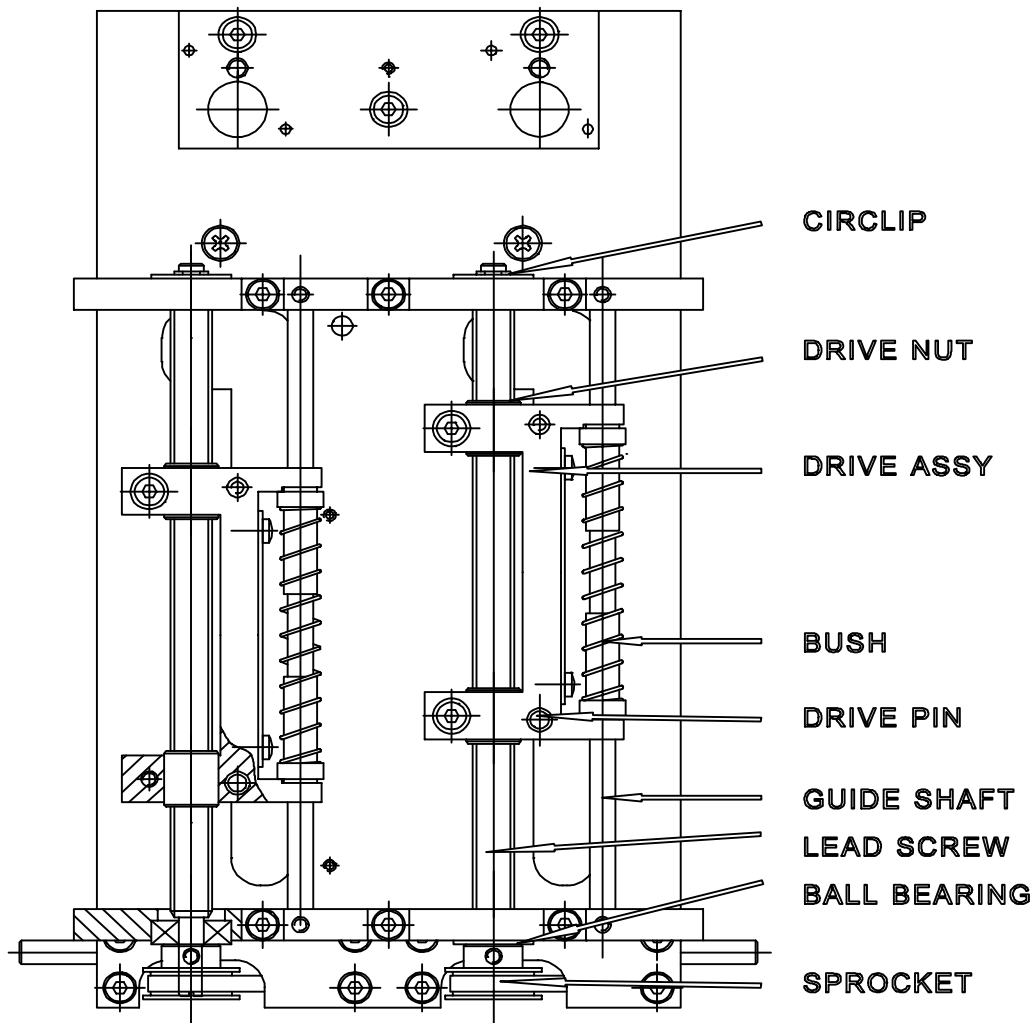 CIRCLIP
DRIVE NUT
DRIVE ASSY
BUSH
DRIVE PIN
GUIDE SHAFT
LEAD SCREW
BALL BEARING
SPROCKET